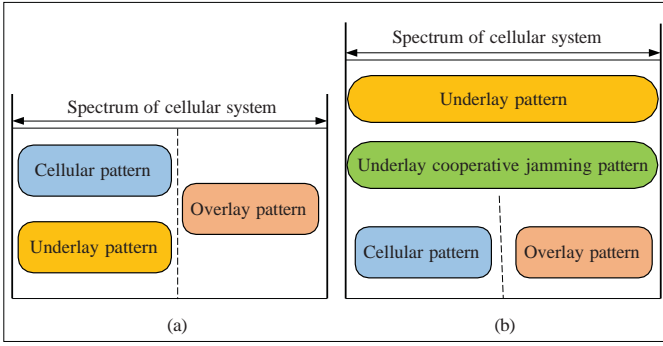 Spectrum of cellular system
Cellular pattern
Overlay pattern
Underlay pattern
(a)
Spectrum of cellular system
Underlay pattern
Underlay cooperative jamming pattern
Cellular pattern
Overlay pattern
(b)